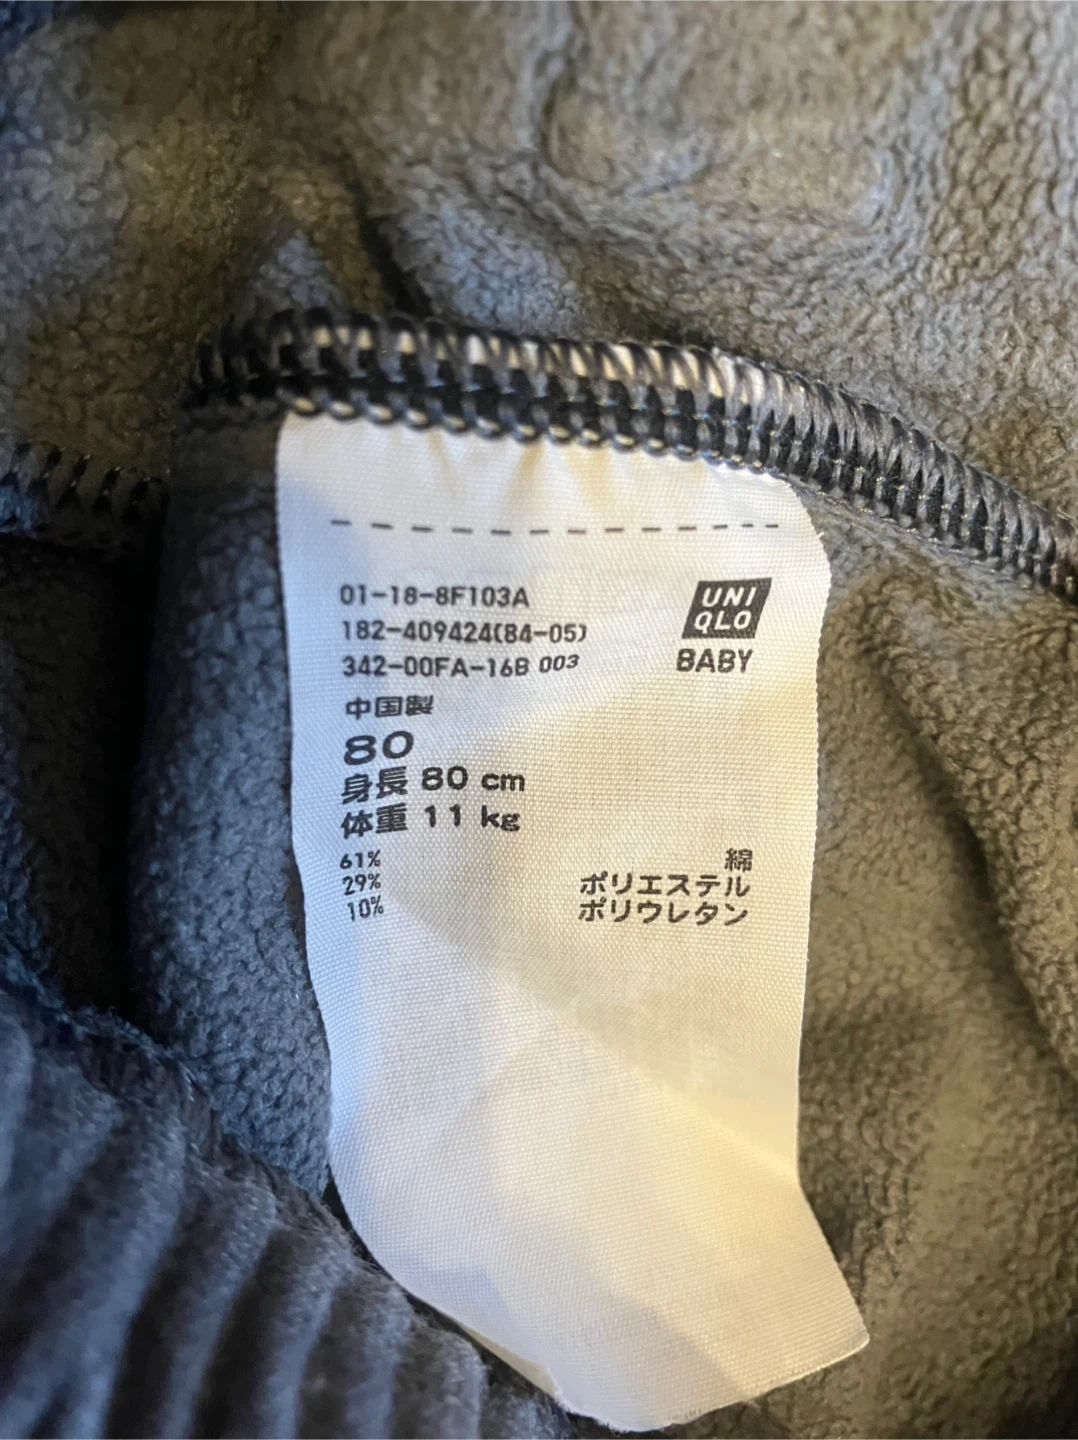 01-18-8F103A
182-409424(84-05)
342-00FA-16B 003
UNI
QLO
BABY
中国製
80
身長 80 cm
体重 11 kg
61% 綿
29% ポリエステル
10% ポリウレタン